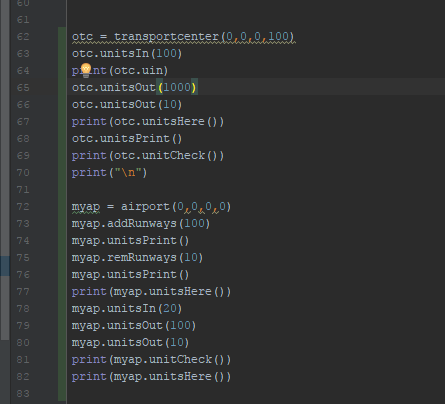 60
61
62 otc = transportcenter(0,0,0,100)
63 otc.unitsIn(100)
64 print(otc.uin)
65 otc.unitsOut(1000)
66 otc.unitsOut(10)
67 print(otc.unitsHere())
68 otc.unitsPrint()
69 print(otc.unitCheck())
70 print("\n")
71
72 myap = airport(0,0,0,0)
73 myap.addRunways(100)
74 myap.unitsPrint()
75 myap.remRunways(10)
76 myap.unitsPrint()
77 print(myap.unitsHere())
78 myap.unitsIn(20)
79 myap.unitsOut(100)
80 myap.unitsOut(10)
81 print(myap.unitCheck())
82 print(myap.unitsHere())
83